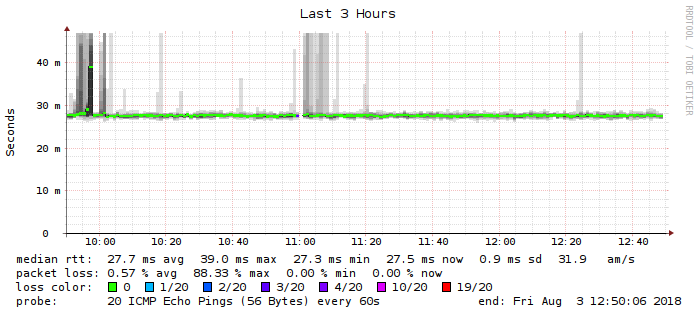 Last 3 Hours
RRDTOOL / TOBI OETIKER
Seconds
40 m
30 m
20 m
10 m
0
10:00 10:20 10:40 11:00 11:20 11:40 12:00 12:20 12:40
median rtt: 27.7 ms avg 39.0 ms max 27.3 ms min 27.5 ms now 0.9 ms sd 31.9 am/s
packet loss: 0.57 % avg 88.33 % max 0.00 % min 0.00 % now
loss color: 0 1/20 2/20 3/20 4/20 10/20 19/20
probe: 20 ICMP Echo Pings (56 Bytes) every 60s end: Fri Aug 3 12:50:06 2018